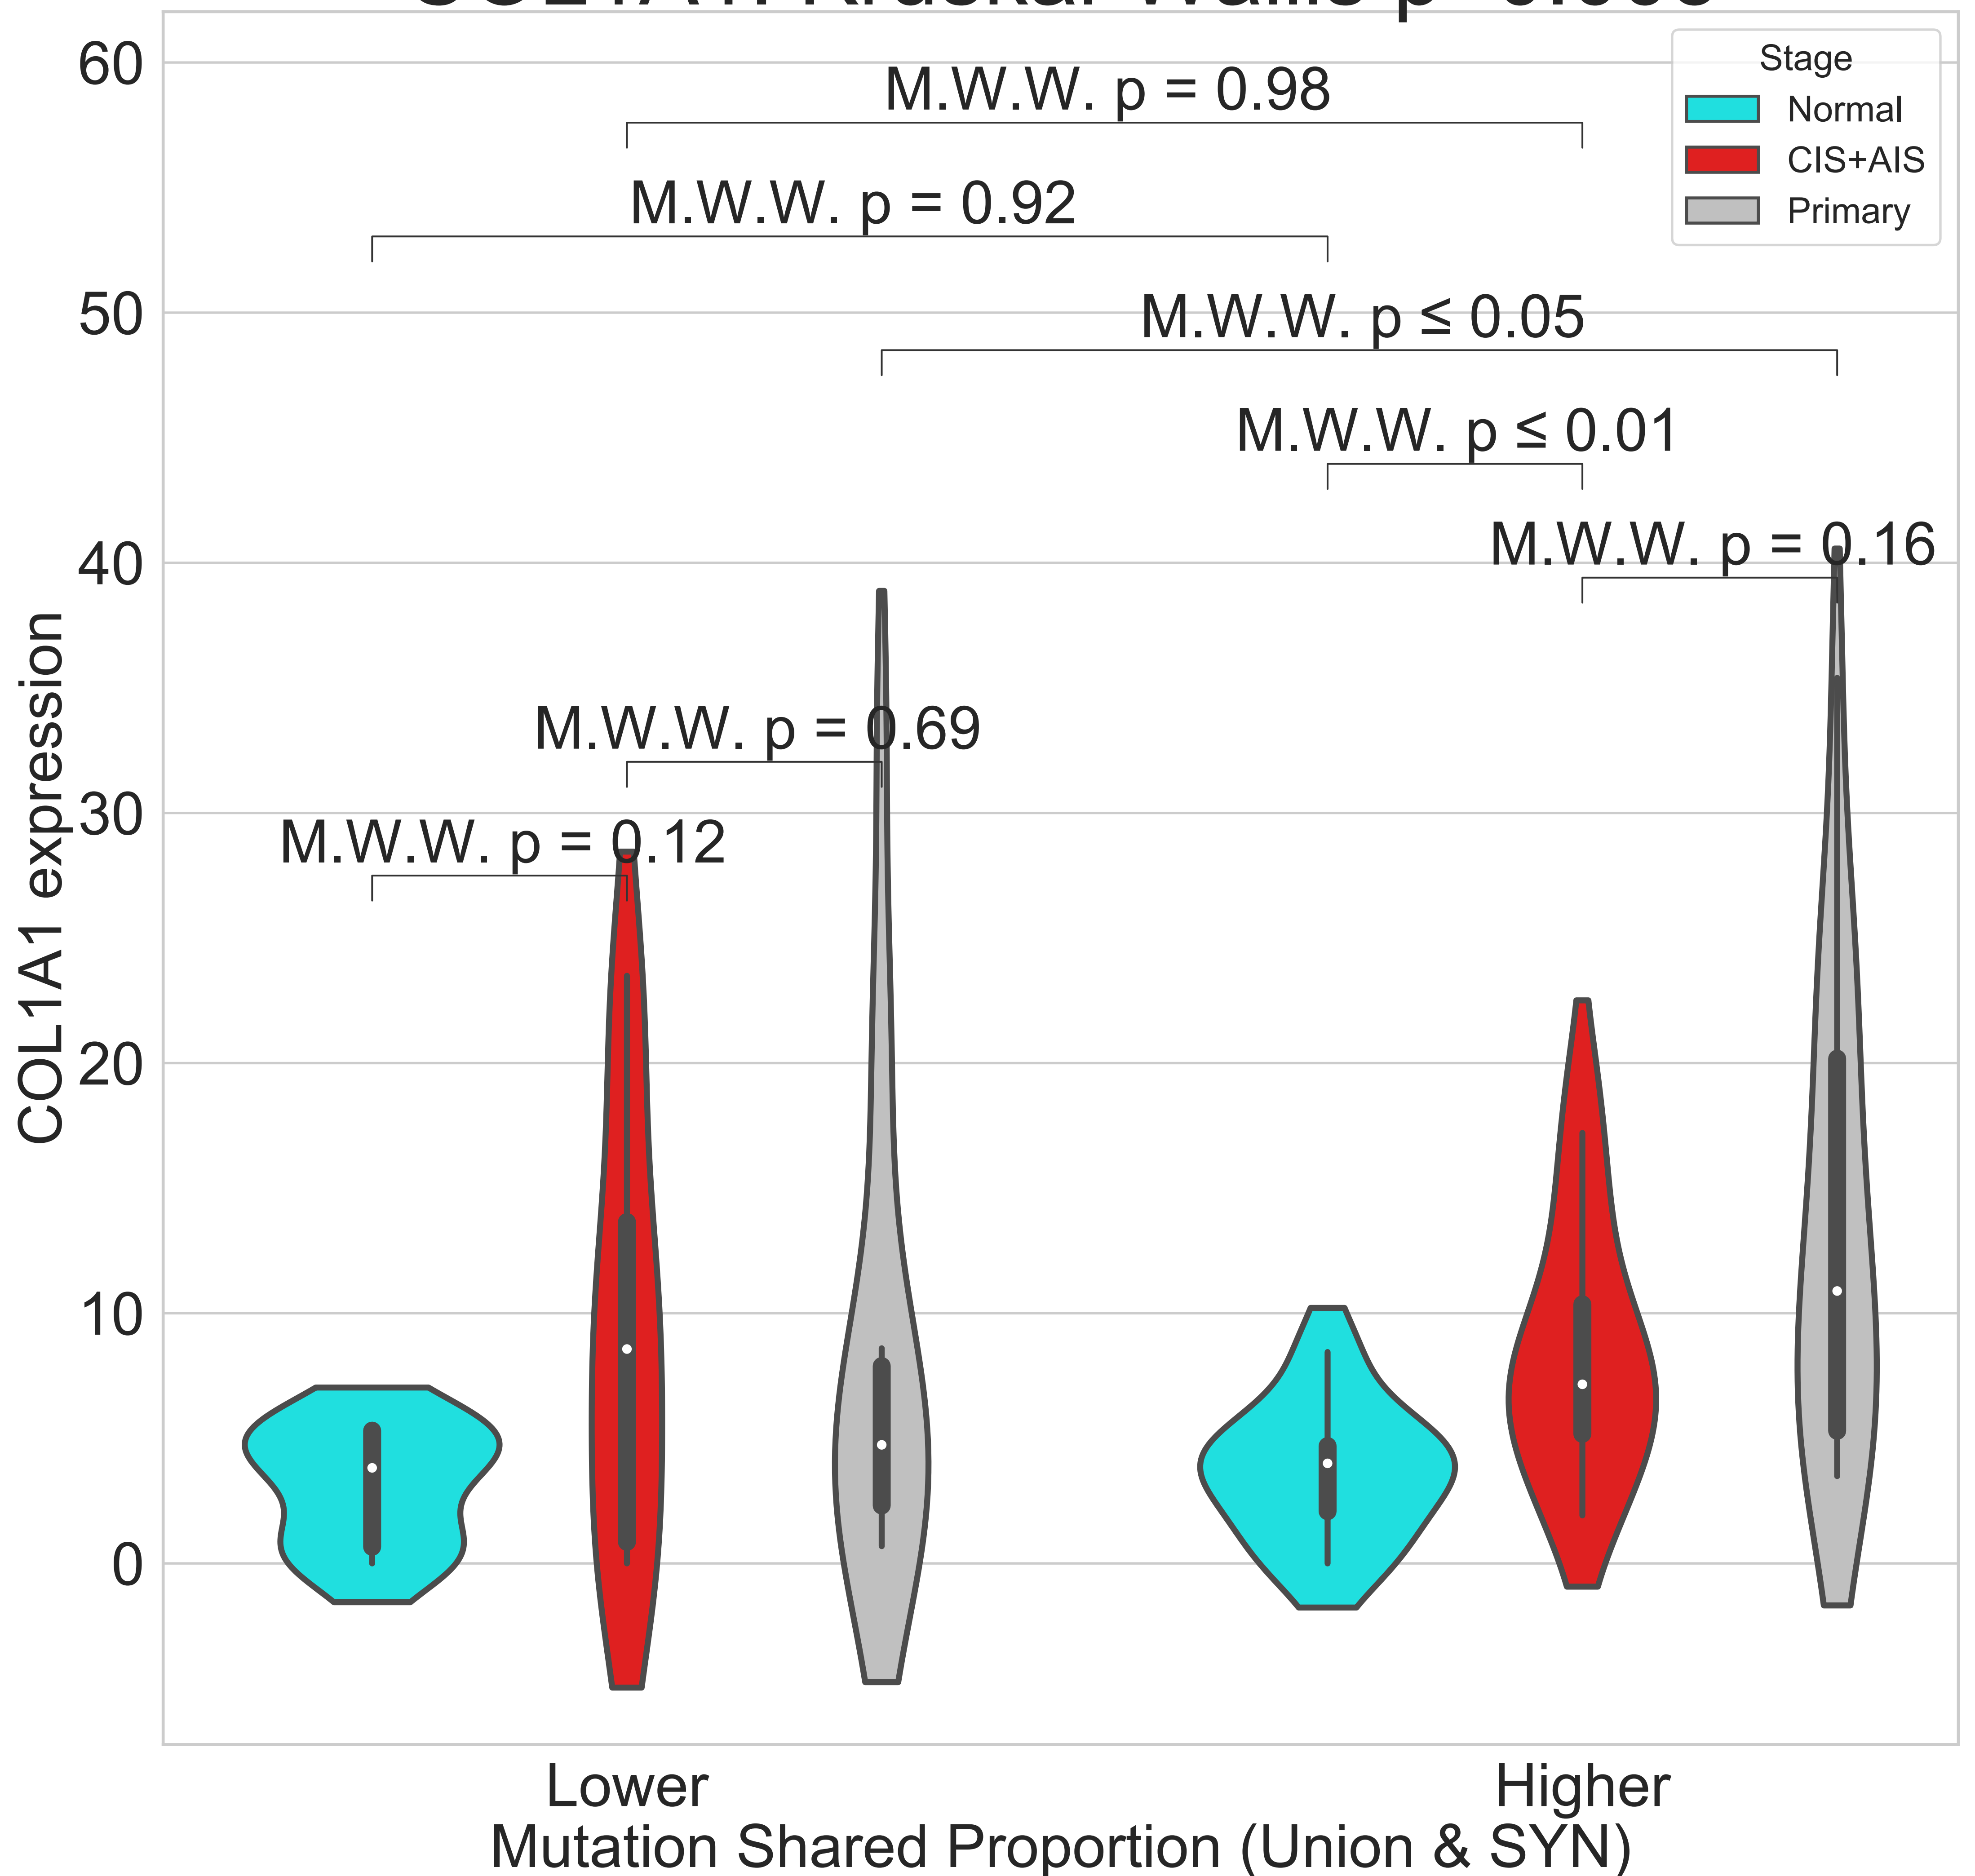 60
50
40
30
20
10
0
COL1A1 expression
Stage
Normal
CIS+AIS
Primary
M.W.W. p = 0.98
M.W.W. p = 0.92
M.W.W. p ≤ 0.05
M.W.W. p ≤ 0.01
M.W.W. p = 0.16
M.W.W. p = 0.69
M.W.W. p = 0.12
Lower
Higher
Mutation Shared Proportion (Union & SYN)